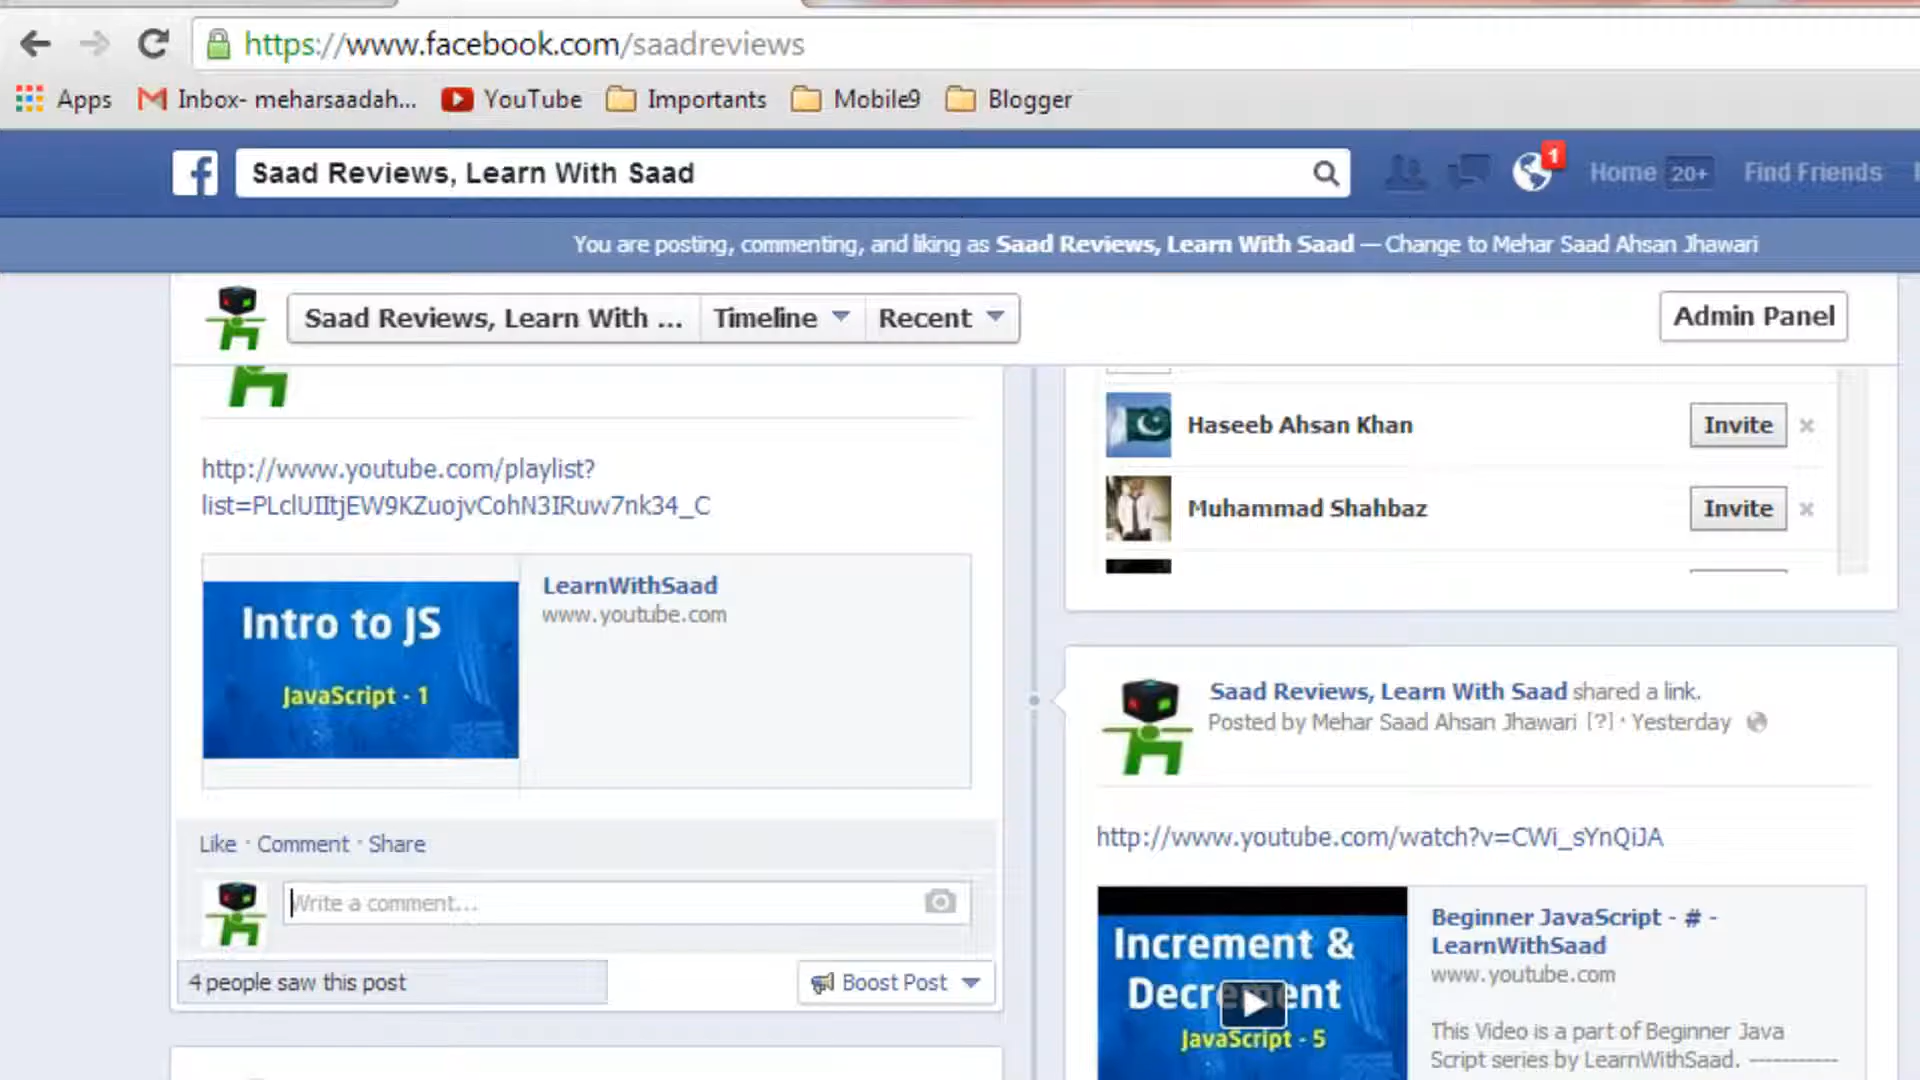 https://www.facebook.com/saadreviews
Apps
Inbox- meharsaadah...
YouTube
Importants
Mobile9
Blogger
Saad Reviews, Learn With Saad
1
Home 20+
Find Friends
You are posting, commenting, and liking as Saad Reviews, Learn With Saad — Change to Mehar Saad Ahsan Jhawari
Saad Reviews, Learn With ...
Timeline
Recent
Admin Panel
http://www.youtube.com/playlist?
list=PLclUIItjEW9KZuojvCohN3IRuw7nk34_C
Intro to JS
JavaScript - 1
LearnWithSaad
www.youtube.com
Like · Comment · Share
Write a comment...
4 people saw this post
Boost Post
Haseeb Ahsan Khan
Invite
Muhammad Shahbaz
Invite
Saad Reviews, Learn With Saad shared a link.
Posted by Mehar Saad Ahsan Jhawari [?] · Yesterday
http://www.youtube.com/watch?v=CWi_sYnQiJA
Increment &
Decrement
JavaScript - 5
Beginner JavaScript - # -
LearnWithSaad
www.youtube.com
This Video is a part of Beginner Java
Script series by LearnWithSaad. ----------